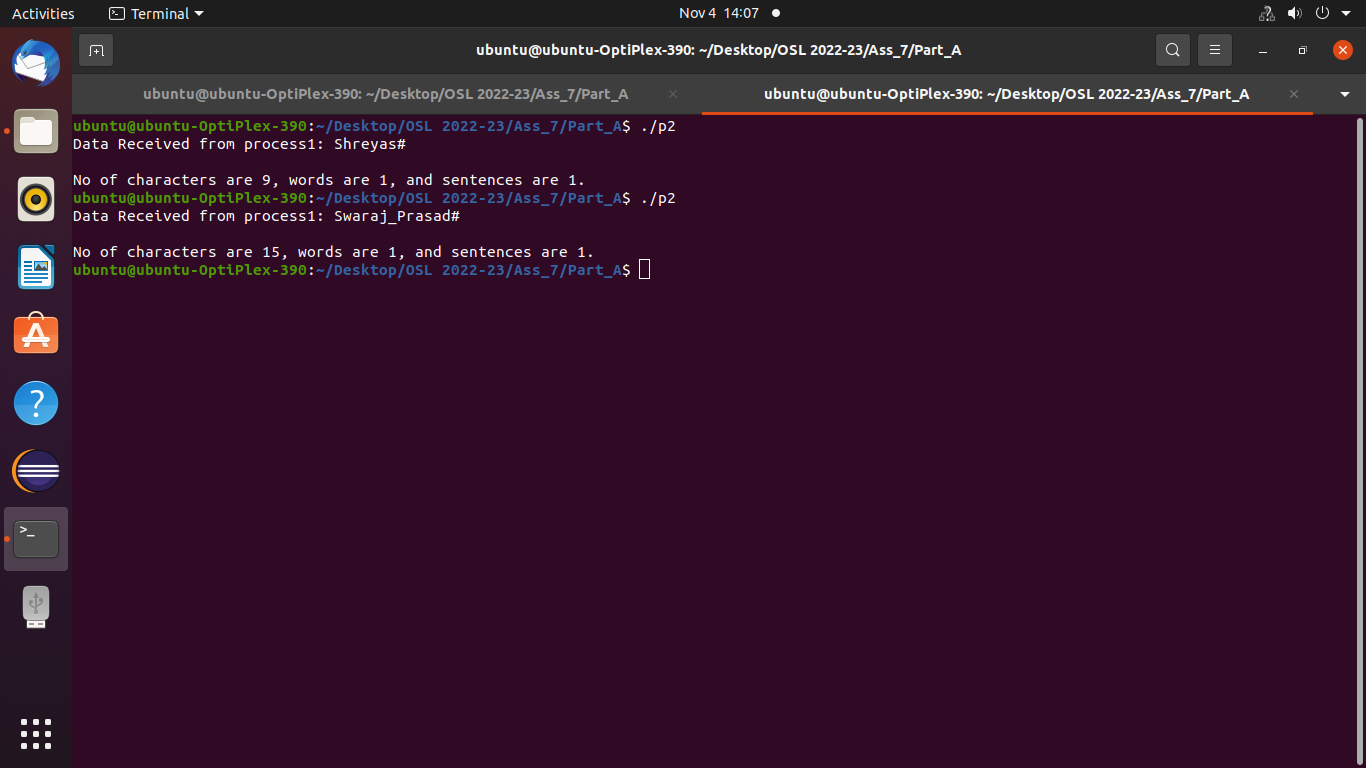 Activities
Terminal
Nov 4 14:07
ubuntu@ubuntu-OptiPlex-390: ~/Desktop/OSL 2022-23/Ass_7/Part_A
ubuntu@ubuntu-OptiPlex-390: ~/Desktop/OSL 2022-23/Ass_7/Part_A
ubuntu@ubuntu-OptiPlex-390: ~/Desktop/OSL 2022-23/Ass_7/Part_A
ubuntu@ubuntu-OptiPlex-390:~/Desktop/OSL 2022-23/Ass_7/Part_A$ ./p2
Data Received from process1: Shreyas#
No of characters are 9, words are 1, and sentences are 1.
ubuntu@ubuntu-OptiPlex-390:~/Desktop/OSL 2022-23/Ass_7/Part_A$ ./p2
Data Received from process1: Swaraj_Prasad#
No of characters are 15, words are 1, and sentences are 1.
ubuntu@ubuntu-OptiPlex-390:~/Desktop/OSL 2022-23/Ass_7/Part_A$